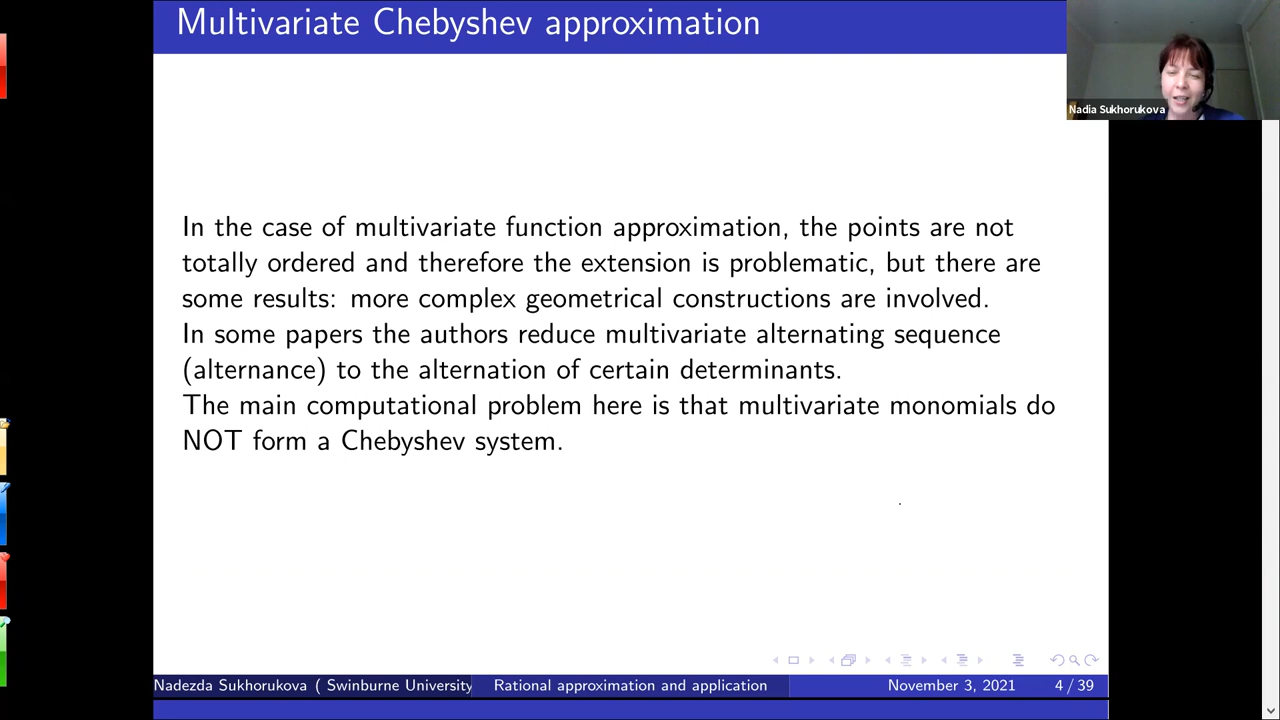 Multivariate Chebyshev approximation
Nadia Sukhorukova
In the case of multivariate function approximation, the points are not
totally ordered and therefore the extension is problematic, but there are
some results: more complex geometrical constructions are involved.
In some papers the authors reduce multivariate alternating sequence
(alternance) to the alternation of certain determinants.
The main computational problem here is that multivariate monomials do
NOT form a Chebyshev system.
Nadezda Sukhorukova ( Swinburne University
Rational approximation and application
November 3, 2021
4 / 39